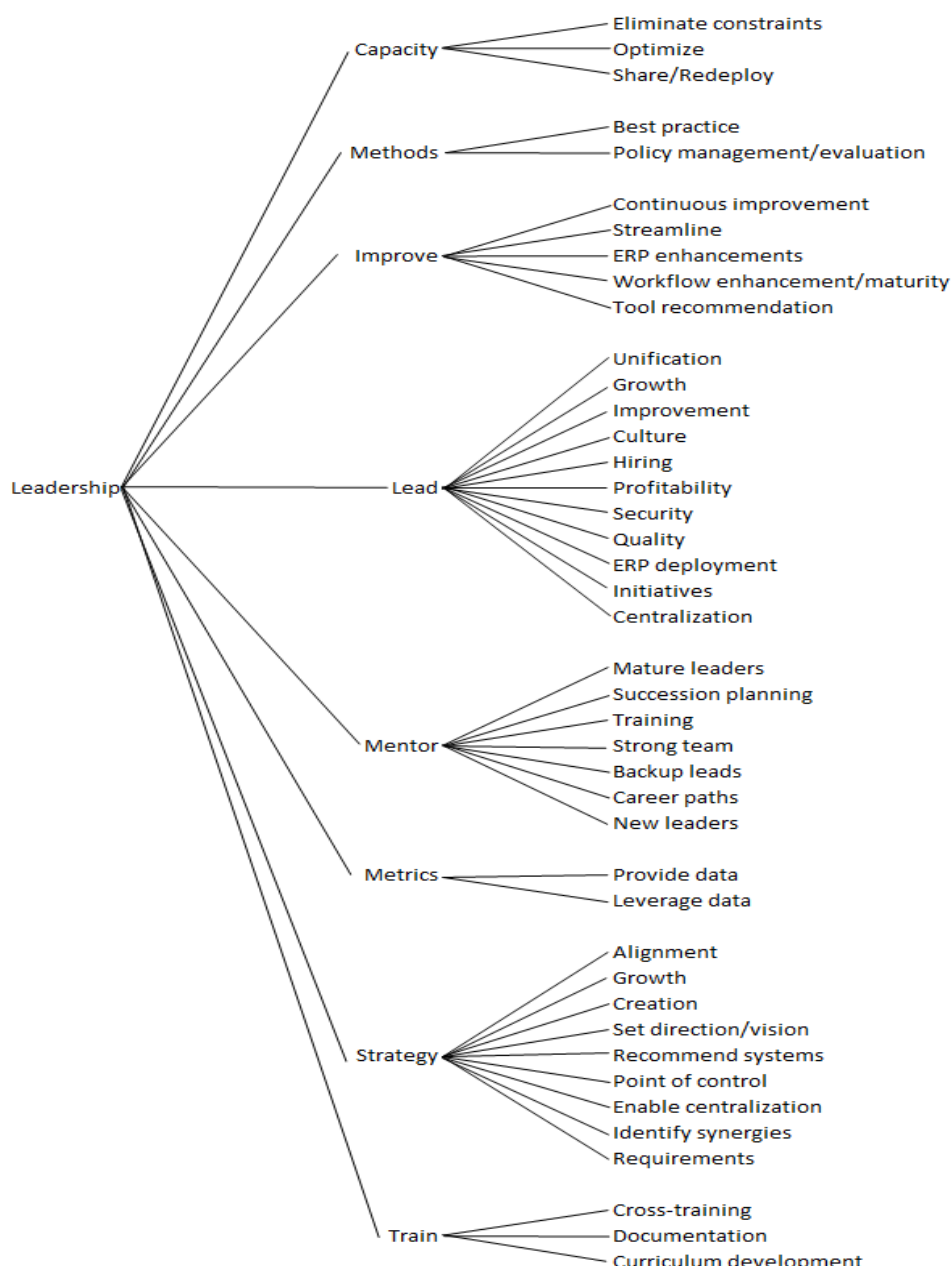 Leadership
Capacity
Eliminate constraints
Optimize
Share/Redeploy
Methods
Best practice
Policy management/evaluation
Improve
Continuous improvement
Streamline
ERP enhancements
Workflow enhancement/maturity
Tool recommendation
Lead
Unification
Growth
Improvement
Culture
Hiring
Profitability
Security
Quality
ERP deployment
Initiatives
Centralization
Mentor
Mature leaders
Succession planning
Training
Strong team
Backup leads
Career paths
New leaders
Metrics
Provide data
Leverage data
Strategy
Alignment
Growth
Creation
Set direction/vision
Recommend systems
Point of control
Enable centralization
Identify synergies
Requirements
Train
Cross-training
Documentation
Curriculum development